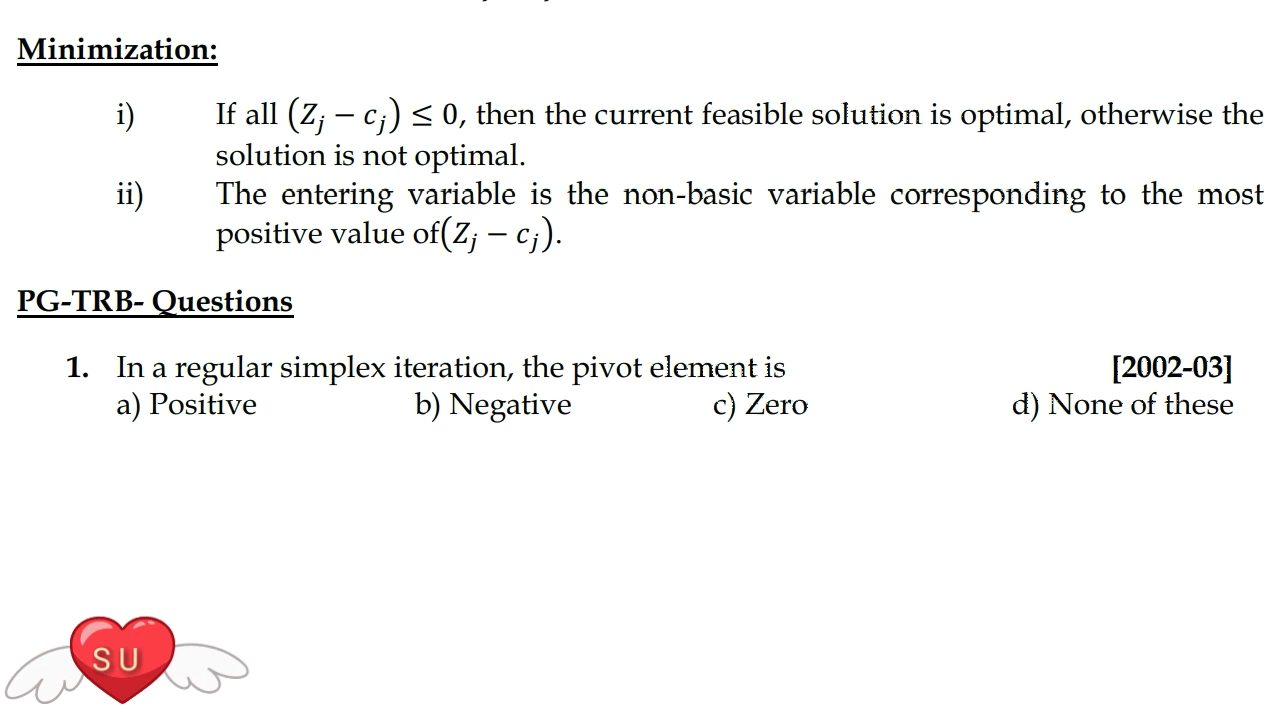 Minimization:
i) If all (Z_j − c_j) ≤ 0, then the current feasible solution is optimal, otherwise the
solution is not optimal.
ii) The entering variable is the non-basic variable corresponding to the most
positive value of(Z_j − c_j).
PG-TRB- Questions
1. In a regular simplex iteration, the pivot element is [2002-03]
a) Positive b) Negative c) Zero d) None of these
SU